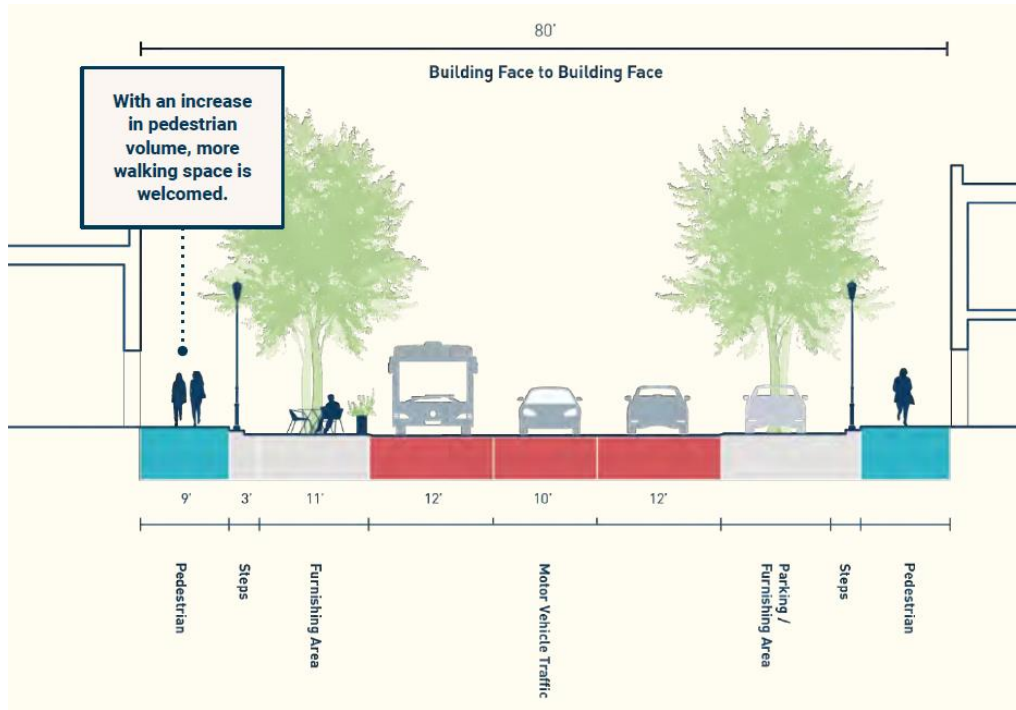 80'
Building Face to Building Face
With an increase
in pedestrian
volume, more
walking space is
welcomed.
9'
3'
11'
12'
10'
12'
Pedestrian
Steps
Furnishing Area
Motor Vehicle Traffic
Parking /
Furnishing Area
Steps
Pedestrian